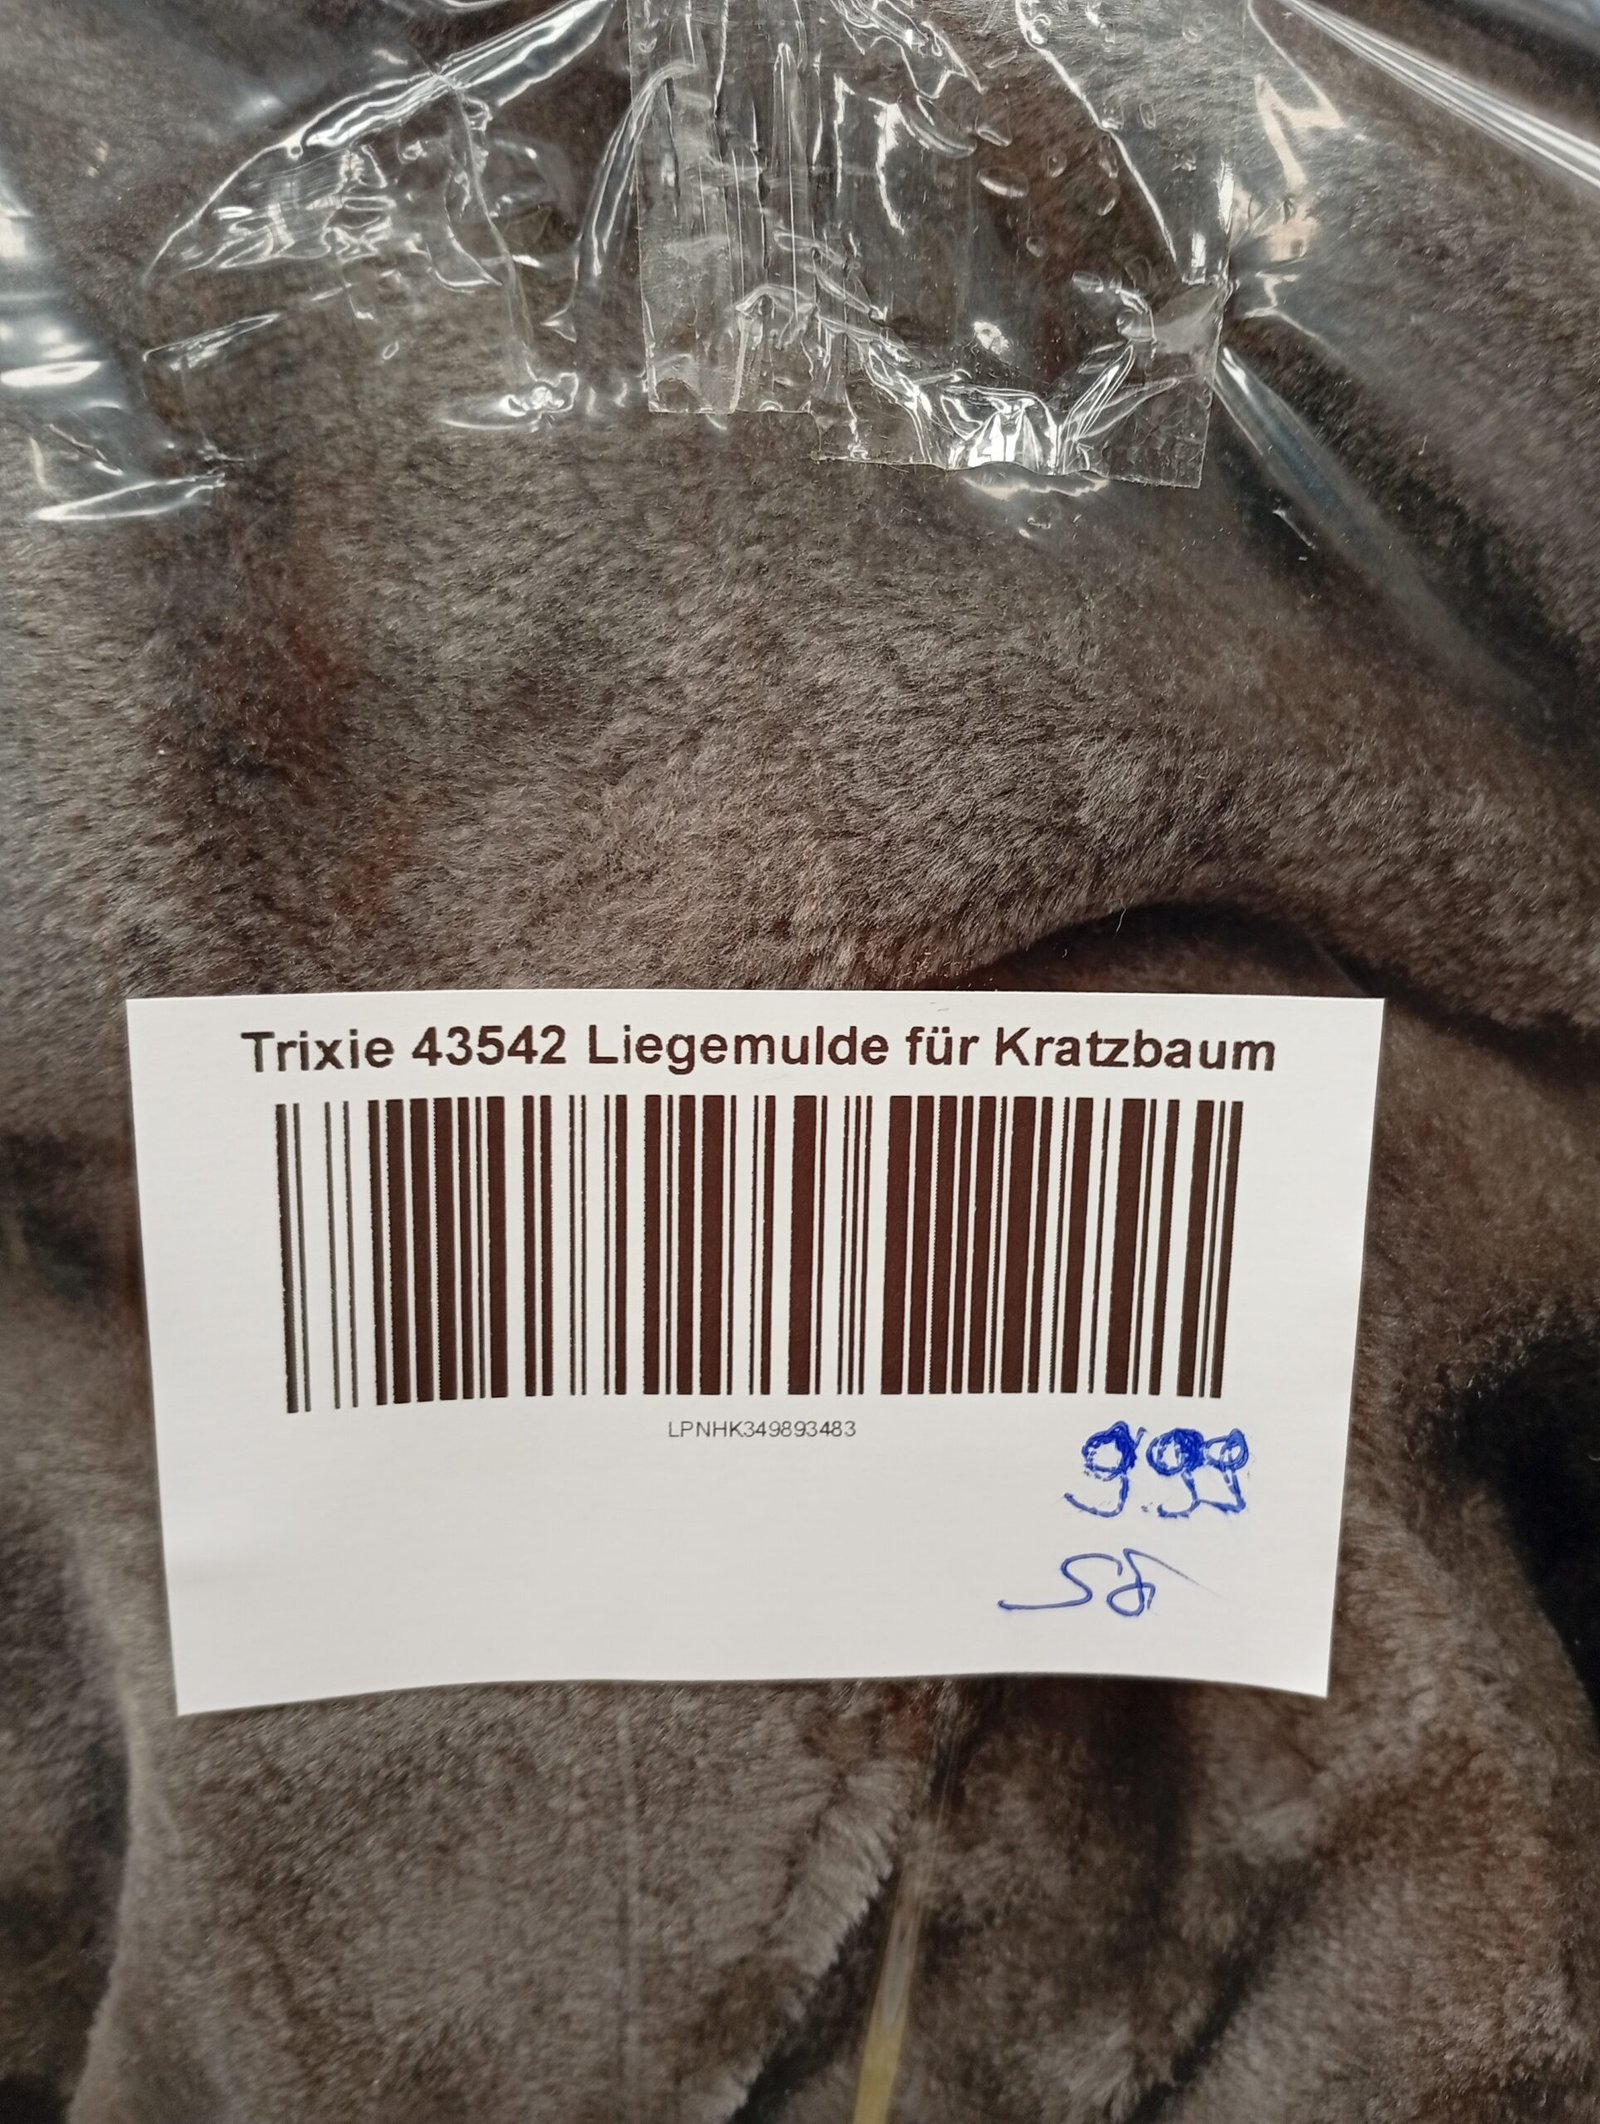 Trixie 43542 Liegemulde für Kratzbaum
LPNHK349893483
9.99